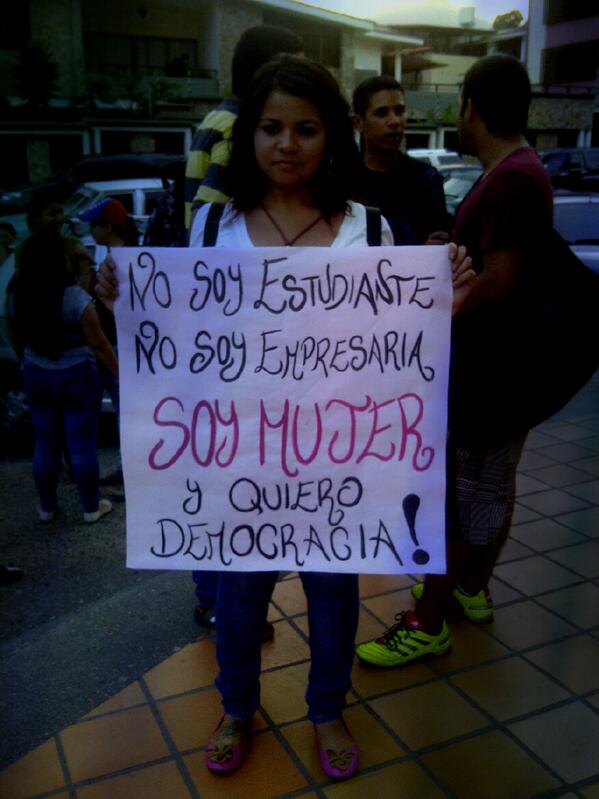 No Soy Estudiante
No Soy Empresaria
Soy Mujer
y Quiero
Democracia!